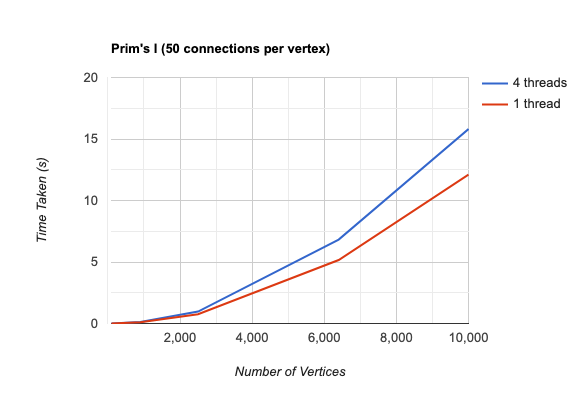 Prim's I (50 connections per vertex)
4 threads
1 thread
20
15
10
5
0
Time Taken (s)
2,000
4,000
6,000
8,000
10,000
Number of Vertices